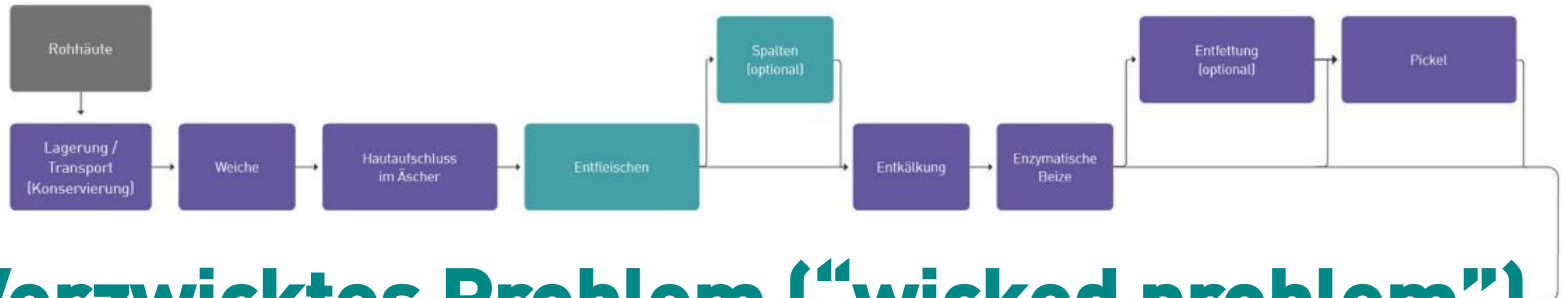 Rohhäute
Lagerung /
Transport
(Konservierung)
Weiche
Hautaufschluss
im Äscher
Entfleischen
Spalten
(optional)
Entkälkung
Enzymatische
Beize
Entfettung
(optional)
Pickel
Verzwicktes Problem (“wicked problem”)